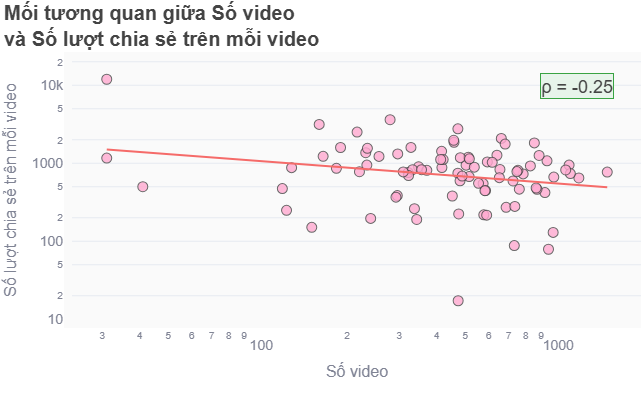 Mối tương quan giữa Số video
và Số lượt chia sẻ trên mỗi video
ρ = -0.25
Số lượt chia sẻ trên mỗi video
2
10k
5
2
1000
5
2
100
5
2
10
3 4 5 6 7 8 9 100 2 3 4 5 6 7 8 9 1000
Số video